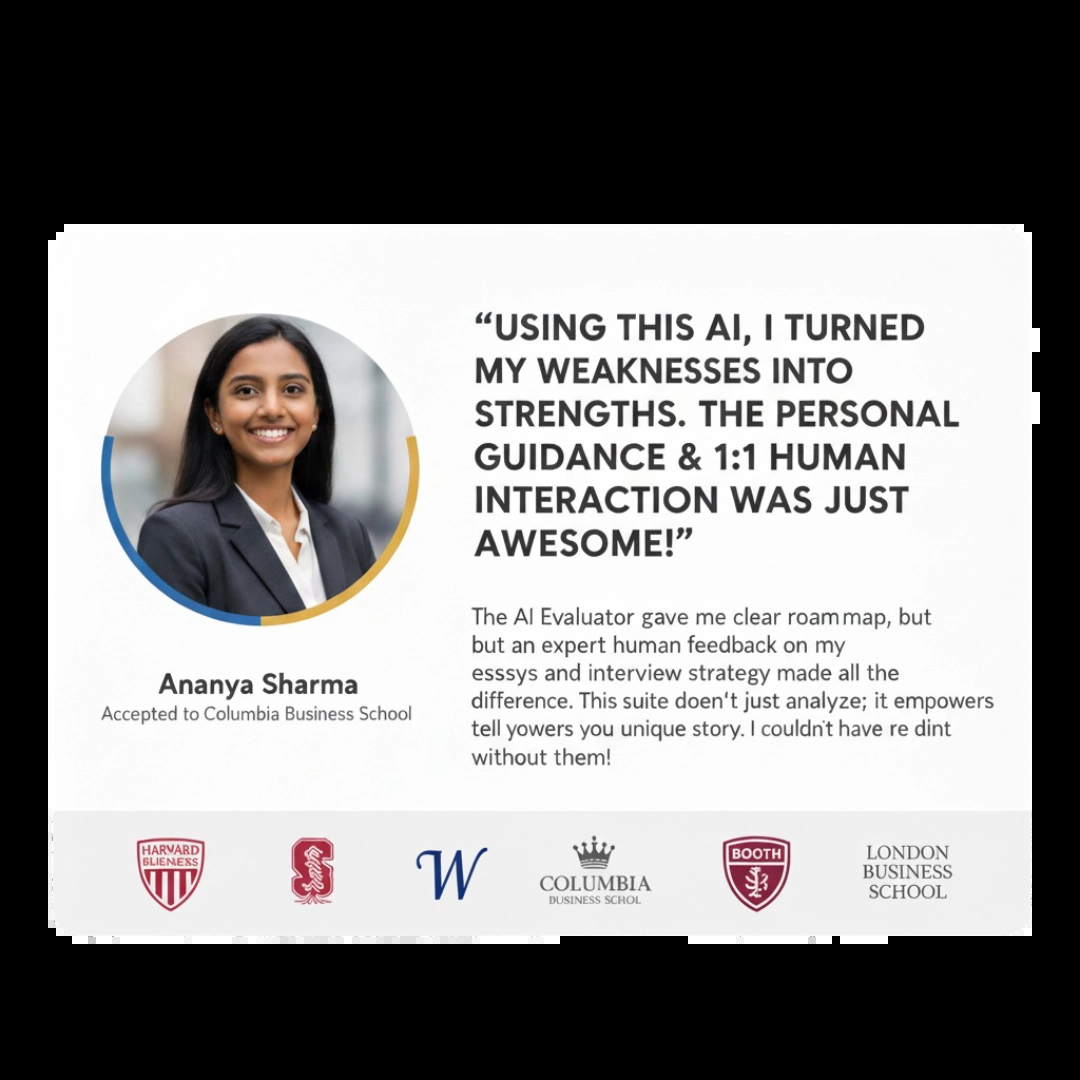 “USING THIS AI, I TURNED
MY WEAKNESSES INTO
STRENGTHS. THE PERSONAL
GUIDANCE & 1:1 HUMAN
INTERACTION WAS JUST
AWESOME!”
The AI Evaluator gave me clear roammap, but
but an expert human feedback on my
esssys and interview strategy made all the
difference. This suite doen't just analyze; it empowers
tell yowers you unique story. I couldn't have re dint
without them!
Ananya Sharma
Accepted to Columbia Business School
HARVARD
BLIENESS
S
W
COLUMBIA
BUSINESS SCHOL
BOOTH
LONDON
BUSINESS
SCHOOL